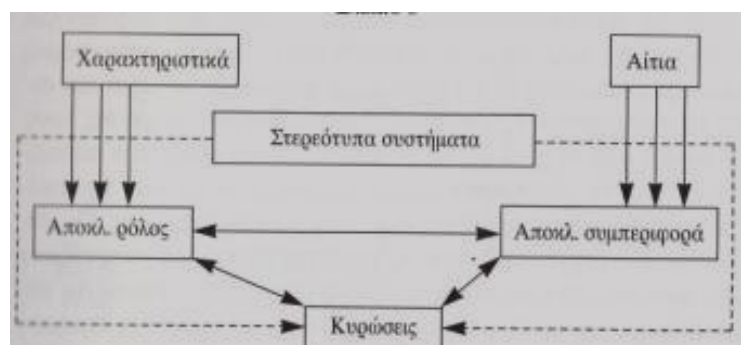 Χαρακτηριστικά
Αίτια
Στερεότυπα συστήματα
Αποκλ. ρόλος
Αποκλ. συμπεριφορά
Κυρώσεις